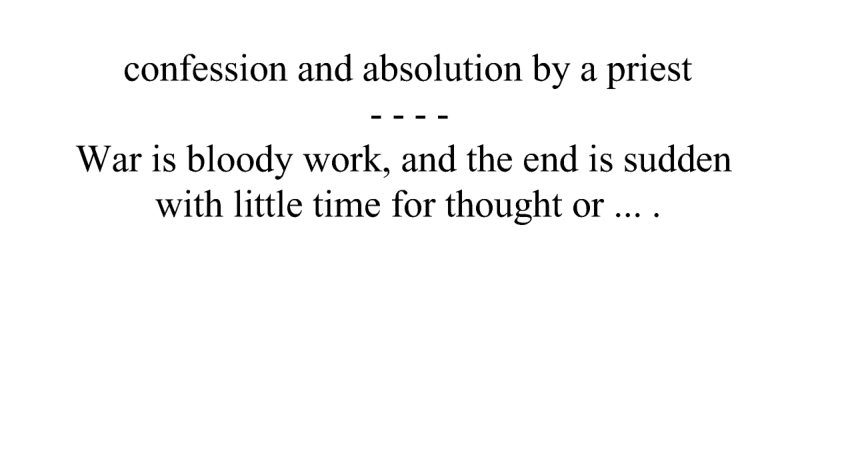 confession and absolution by a priest
- - - -
War is bloody work, and the end is sudden
with little time for thought or ... .